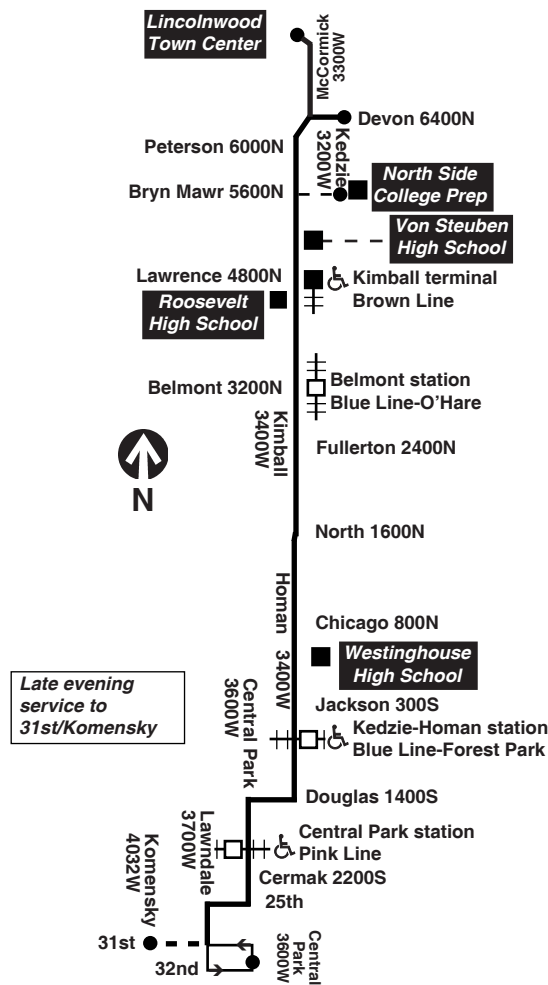 Lincolnwood
Town Center
McCormick
3300W
Devon 6400N
Peterson 6000N
Kedzie
3200W
Bryn Mawr 5600N
North Side
College Prep
Von Steuben
High School
Lawrence 4800N
Kimball terminal
Brown Line
Roosevelt
High School
Belmont 3200N
Belmont station
Blue Line-O’Hare
Kimball
3400W
Fullerton 2400N
N
North 1600N
Homan 3400W
Chicago 800N
Westinghouse
High School
Late evening
service to
31st/Komensky
Central Park
3600W
Jackson 300S
Kedzie-Homan station
Blue Line-Forest Park
Douglas 1400S
Lawndale
3700W
Komensky
4032W
Central Park station
Pink Line
Cermak 2200S
25th
31st
32nd
Central
Park
3600W